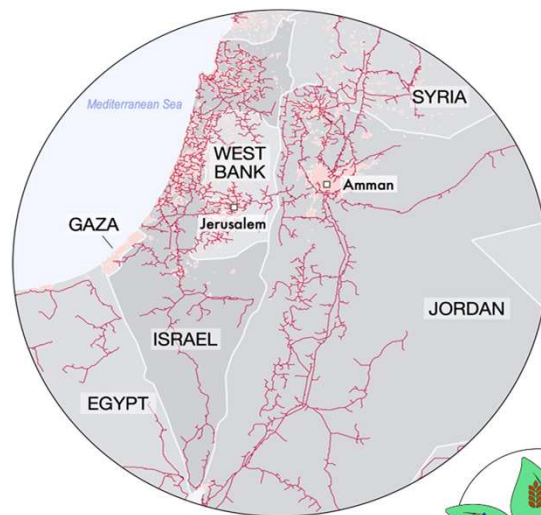 Mediterranean Sea
SYRIA
WEST
BANK
Amman
Jerusalem
GAZA
JORDAN
ISRAEL
EGYPT